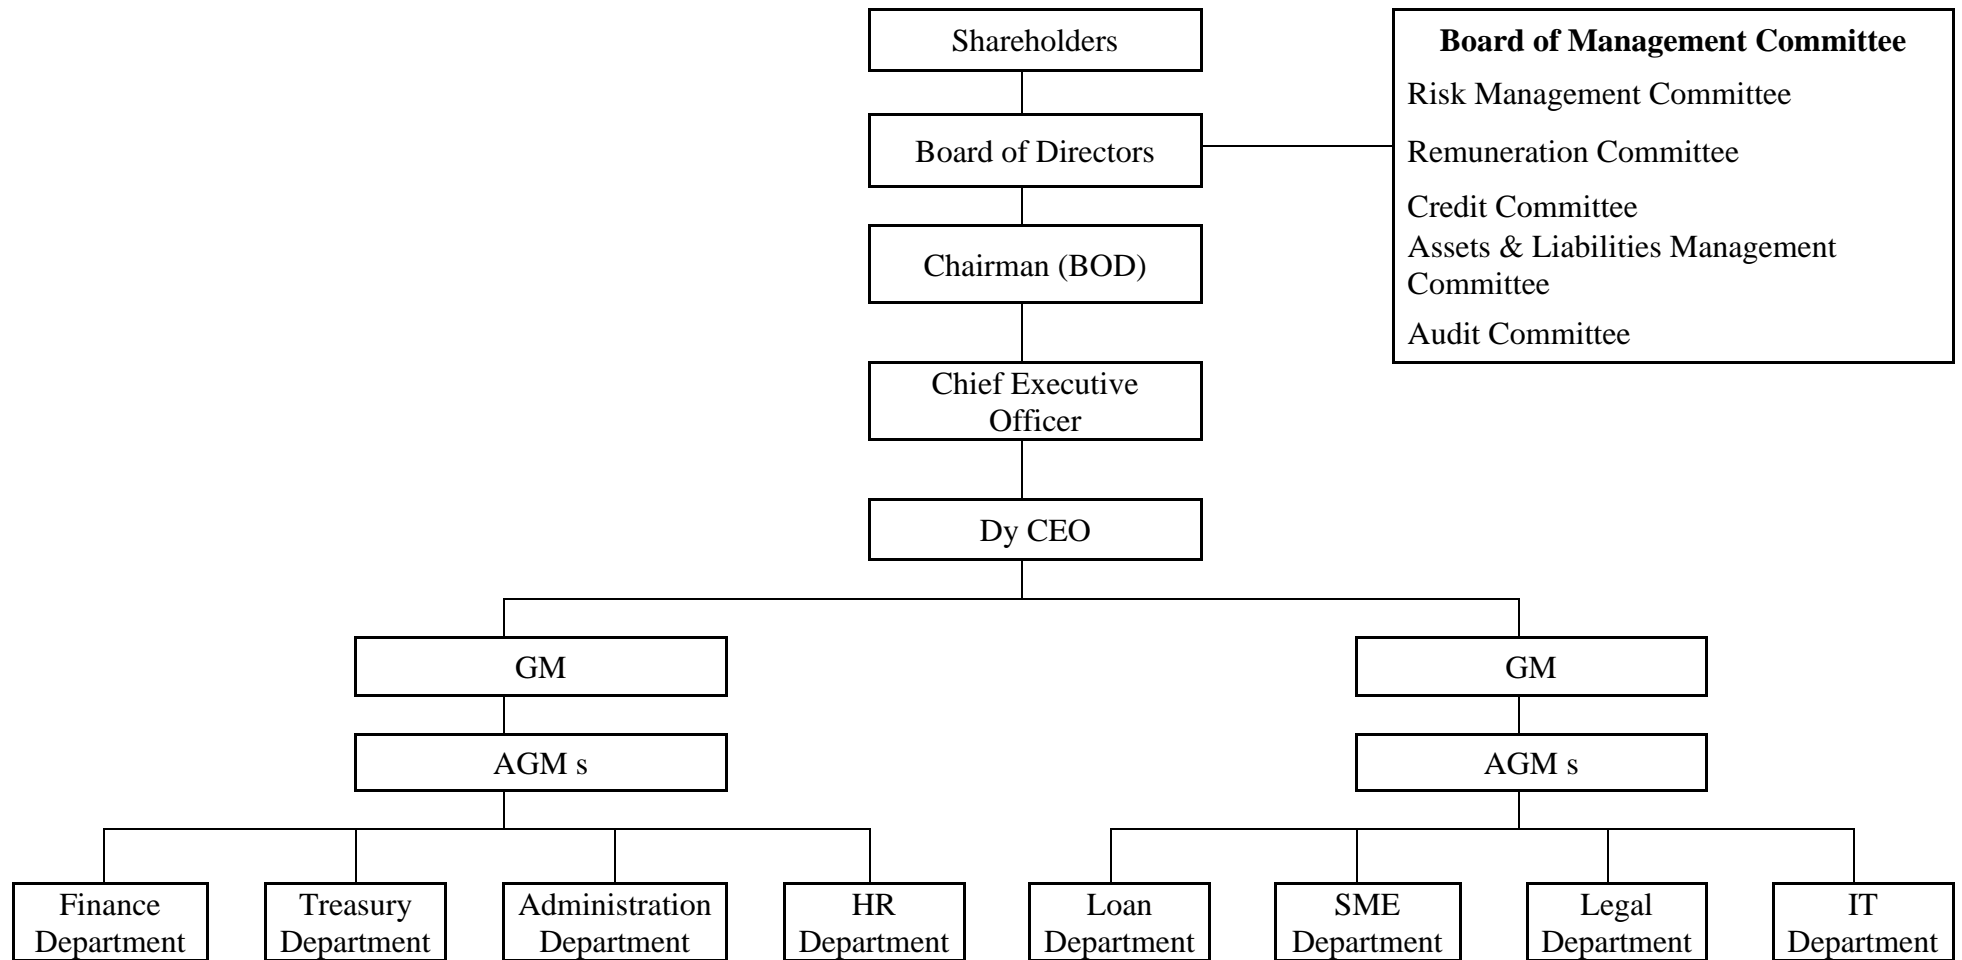 Shareholders
Board of Management Committee
Risk Management Committee
Board of Directors
Remuneration Committee
Credit Committee
Assets & Liabilities Management
Committee
Chairman (BOD)
Audit Committee
Chief Executive
Officer
Dy CEO
GM
GM
AGM s
AGM s
Finance
Department
Treasury
Department
Administration
Department
HR
Department
Loan
Department
SME
Department
Legal
Department
IT
Department